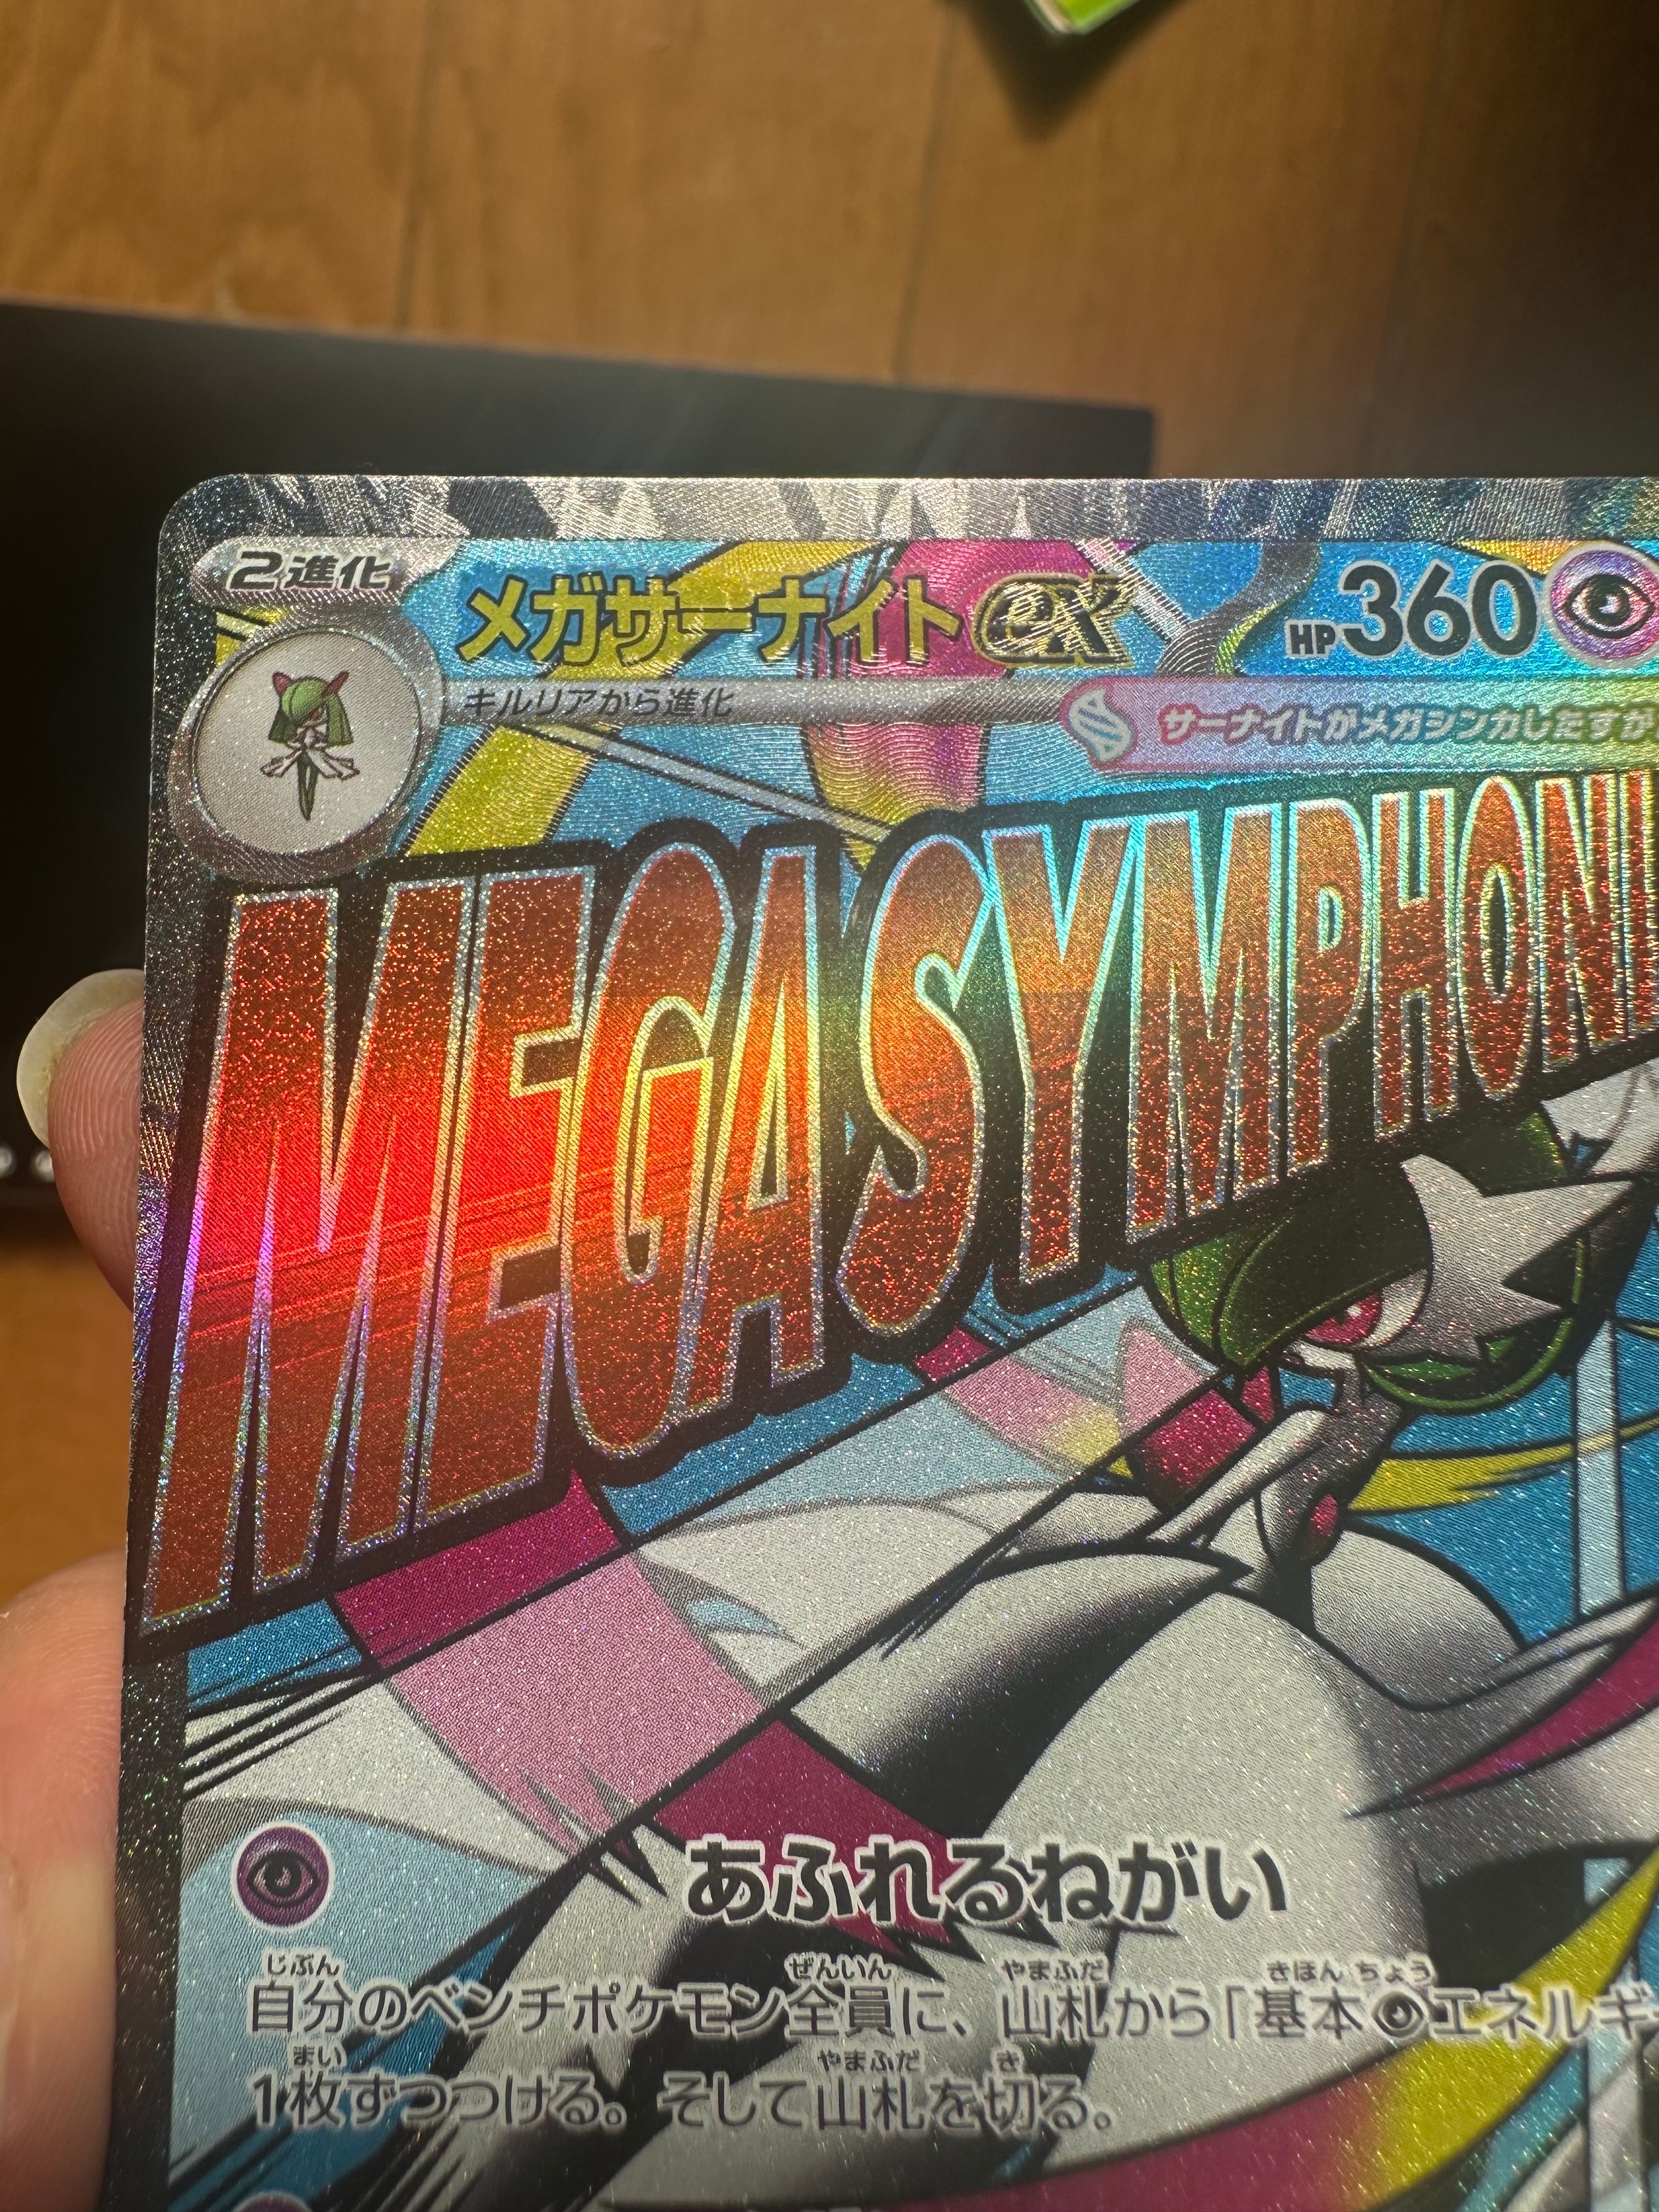 2進化
メガサーナイトex
HP360
キルリアから進化
サーナイトがメガシンカしたすが
MEGA SYMPHONI
あふれるねがい
じぶん ぜんいん やまふだ きほん ちょう
自分のベンチポケモン全員に、山札から「基本エネルギー
まい やまふだ き
1枚ずつつける。そして山札を切る。